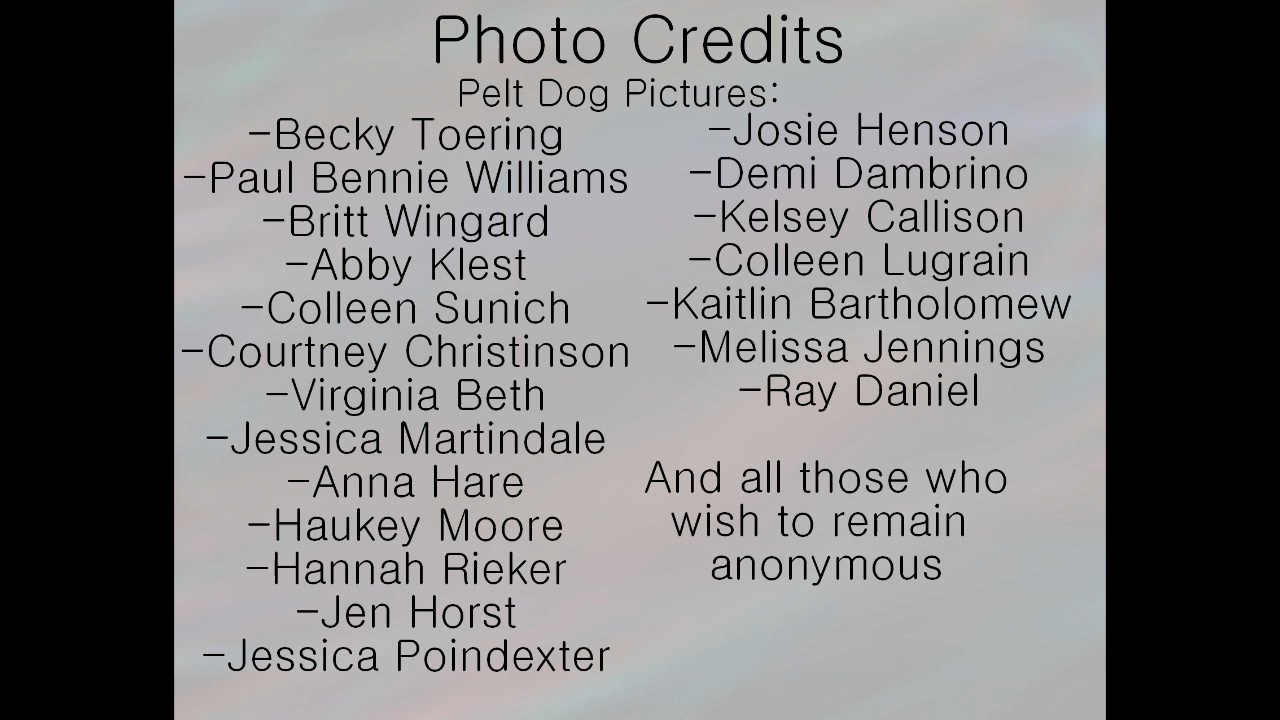 Photo Credits
Pelt Dog Pictures:
-Becky Toering
-Paul Bennie Williams
-Britt Wingard
-Abby Klest
-Colleen Sunich
-Courtney Christinson
-Virginia Beth
-Jessica Martindale
-Anna Hare
-Haukey Moore
-Hannah Rieker
-Jen Horst
-Jessica Poindexter
-Josie Henson
-Demi Dambrino
-Kelsey Callison
-Colleen Lugrain
-Kaitlin Bartholomew
-Melissa Jennings
-Ray Daniel
And all those who
wish to remain
anonymous